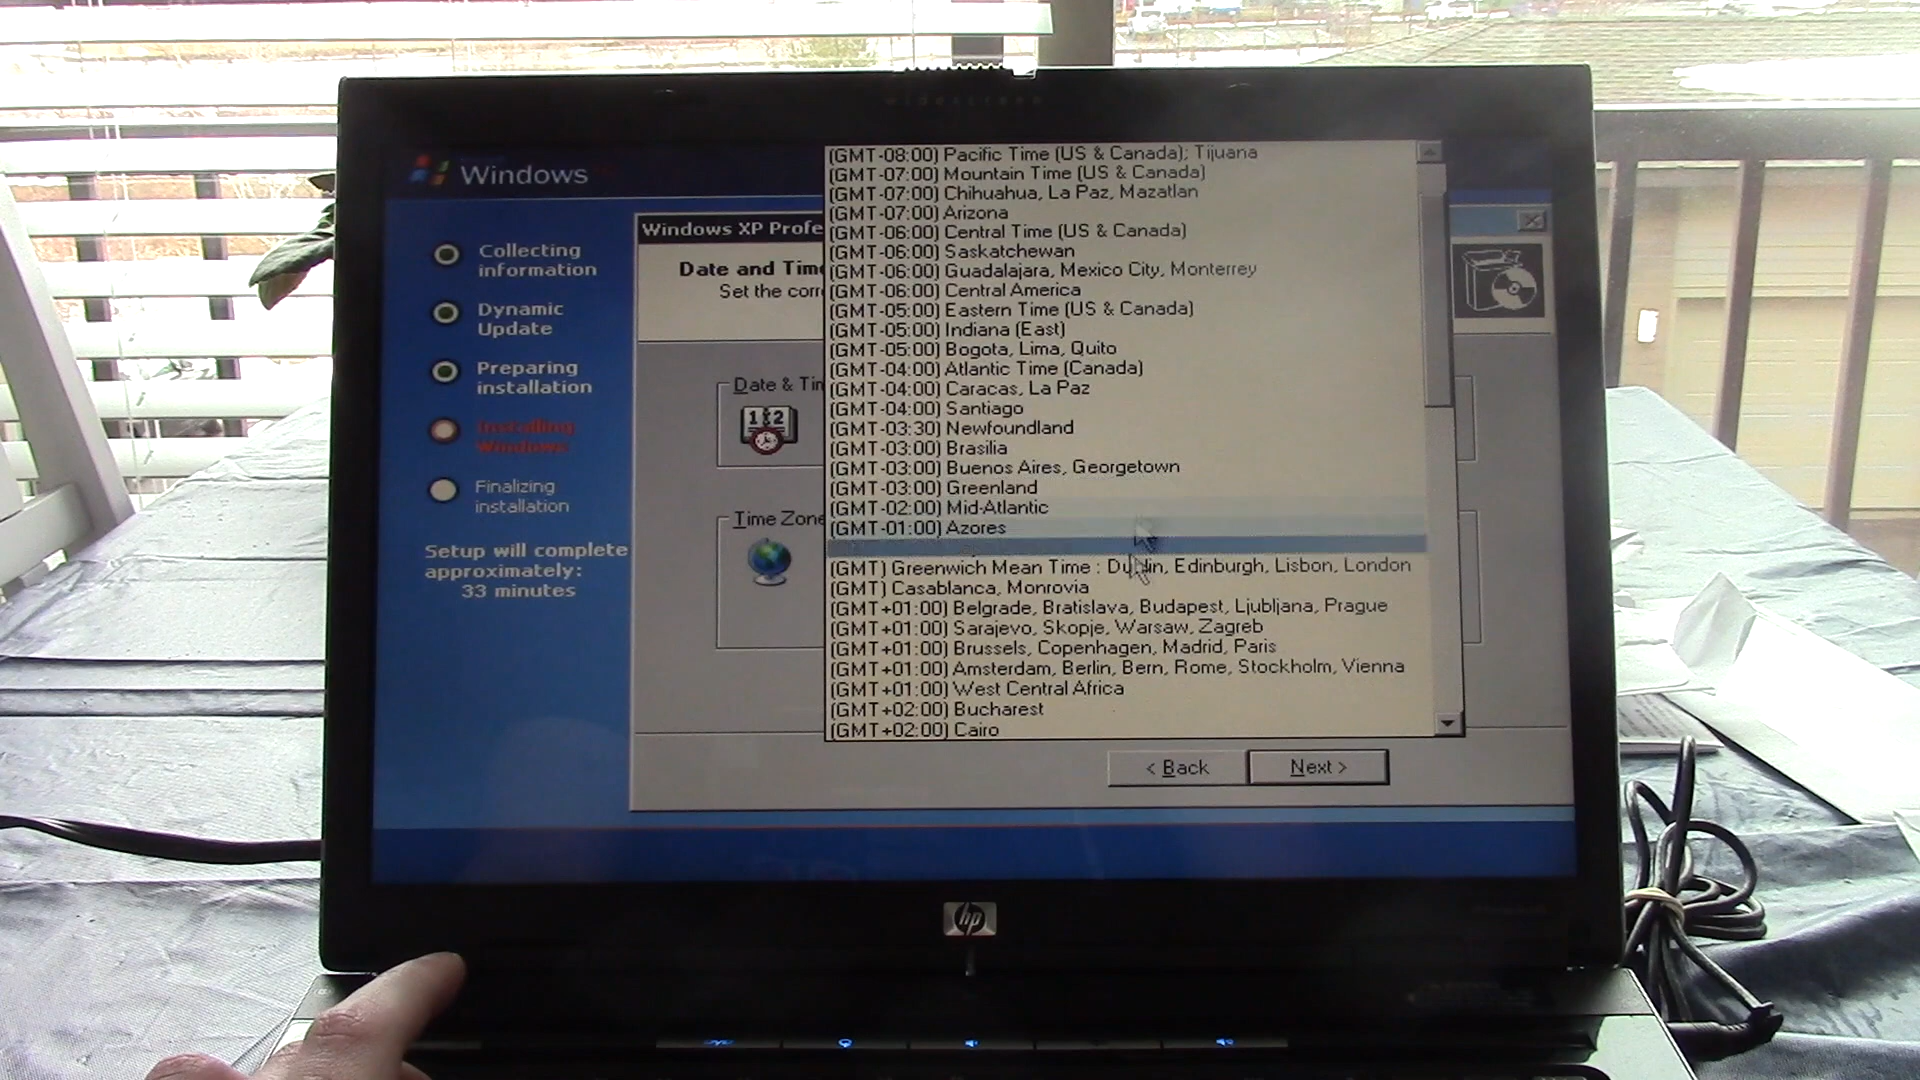 widescreen
Windows
Collecting
information
Dynamic
Update
Preparing
installation
Installing
Windows
Finalizing
installation
Setup will complete
approximately:
33 minutes
Windows XP Profe
Date and Time
Set the corr
Date & Tim
12
Time Zone
(GMT-08:00) Pacific Time (US & Canada); Tijuana
(GMT-07:00) Mountain Time (US & Canada)
(GMT-07:00) Chihuahua, La Paz, Mazatlan
(GMT-07:00) Arizona
(GMT-06:00) Central Time (US & Canada)
(GMT-06:00) Saskatchewan
(GMT-06:00) Guadalajara, Mexico City, Monterrey
(GMT-06:00) Central America
(GMT-05:00) Eastern Time (US & Canada)
(GMT-05:00) Indiana (East)
(GMT-05:00) Bogota, Lima, Quito
(GMT-04:00) Atlantic Time (Canada)
(GMT-04:00) Caracas, La Paz
(GMT-04:00) Santiago
(GMT-03:30) Newfoundland
(GMT-03:00) Brasilia
(GMT-03:00) Buenos Aires, Georgetown
(GMT-03:00) Greenland
(GMT-02:00) Mid-Atlantic
(GMT-01:00) Azores
(GMT) Greenwich Mean Time : Dublin, Edinburgh, Lisbon, London
(GMT) Casablanca, Monrovia
(GMT+01:00) Belgrade, Bratislava, Budapest, Ljubljana, Prague
(GMT+01:00) Sarajevo, Skopje, Warsaw, Zagreb
(GMT+01:00) Brussels, Copenhagen, Madrid, Paris
(GMT+01:00) Amsterdam, Berlin, Bern, Rome, Stockholm, Vienna
(GMT+01:00) West Central Africa
(GMT+02:00) Bucharest
(GMT+02:00) Cairo
< Back
Next >
hp